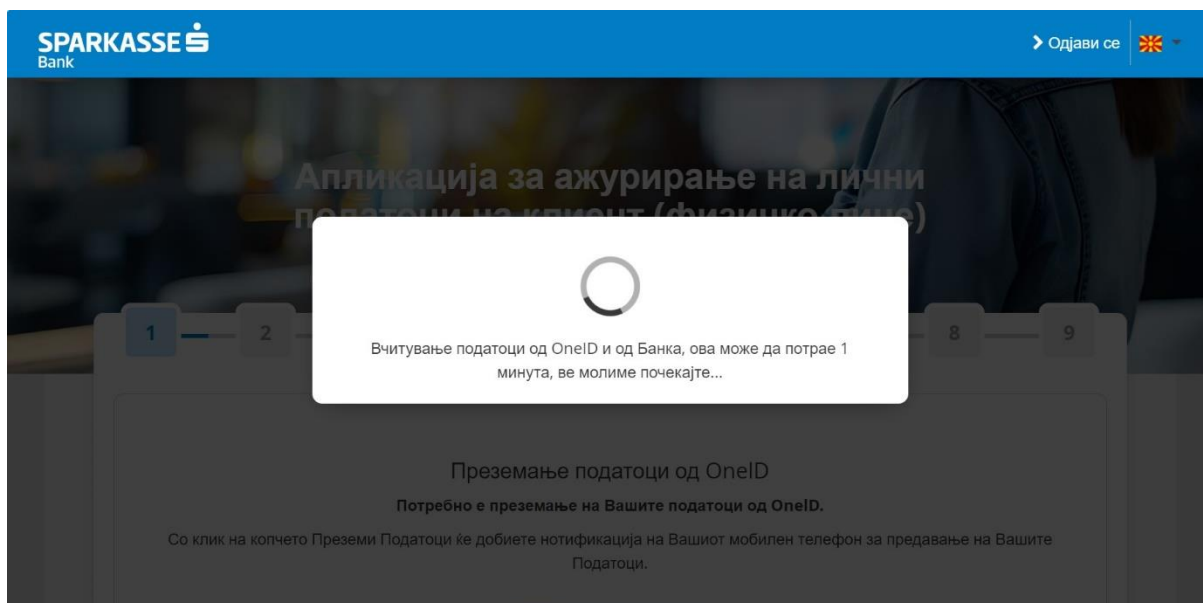 SPARKASSE
Bank
Одјави се
Апликација за ажурирање на лични
податоци на клиент (физичко лице)
1
2
8
9
Вчитување податоци од OneID и од Банка, ова може да потрае 1
минута, ве молиме почекајте...
Преземање податоци од OneID
Потребно е преземање на Вашите податоци од OneID.
Со клик на копчето Преземи Податоци ќе добиете нотификација на Вашиот мобилен телефон за предавање на Вашите
Податоци.